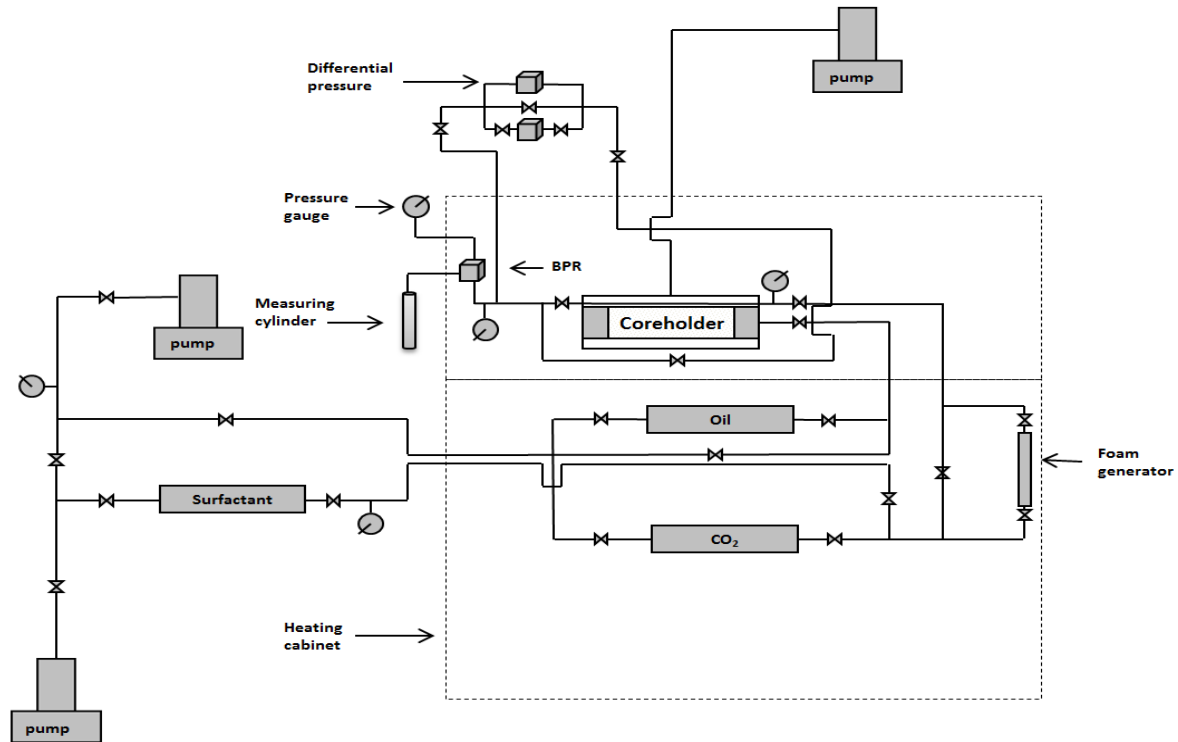 pump
Differential
pressure
Pressure
gauge
BPR
Measuring
cylinder
Coreholder
pump
Oil
Foam
generator
Surfactant
CO₂
Heating
cabinet
pump